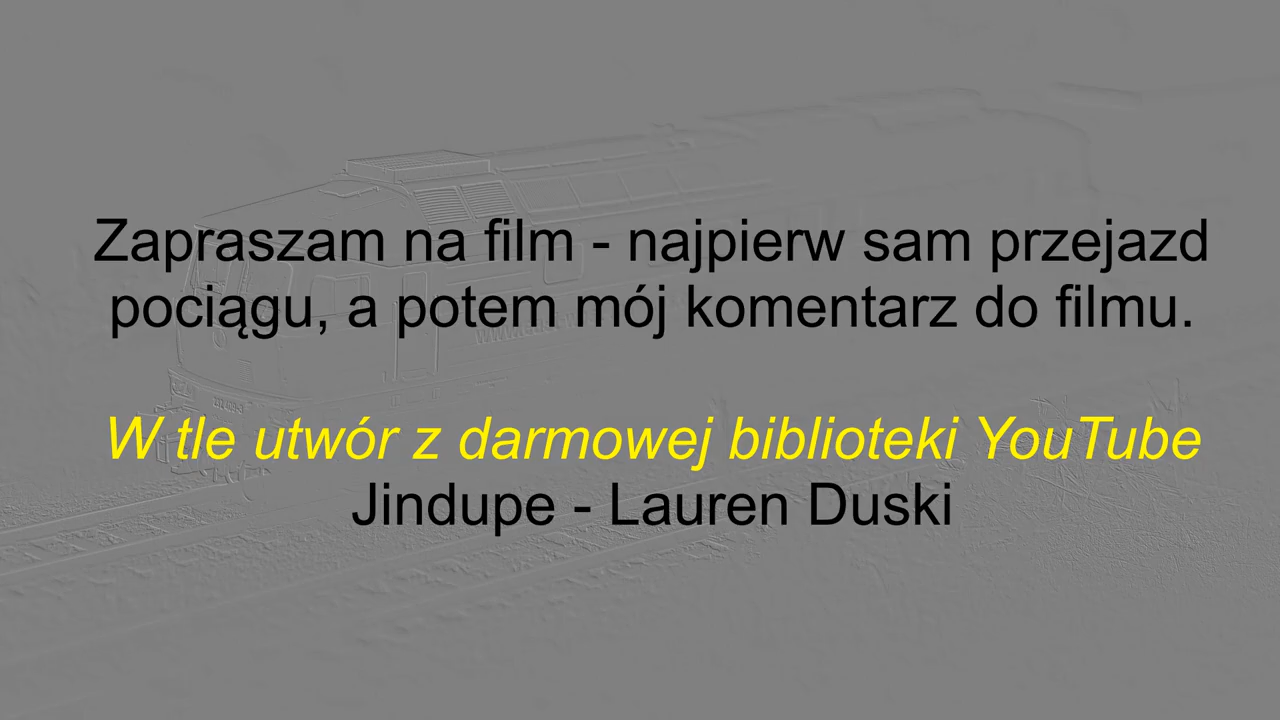 Zapraszam na film - najpierw sam przejazd
pociągu, a potem mój komentarz do filmu.
W tle utwór z darmowej biblioteki YouTube
Jindupe - Lauren Duski